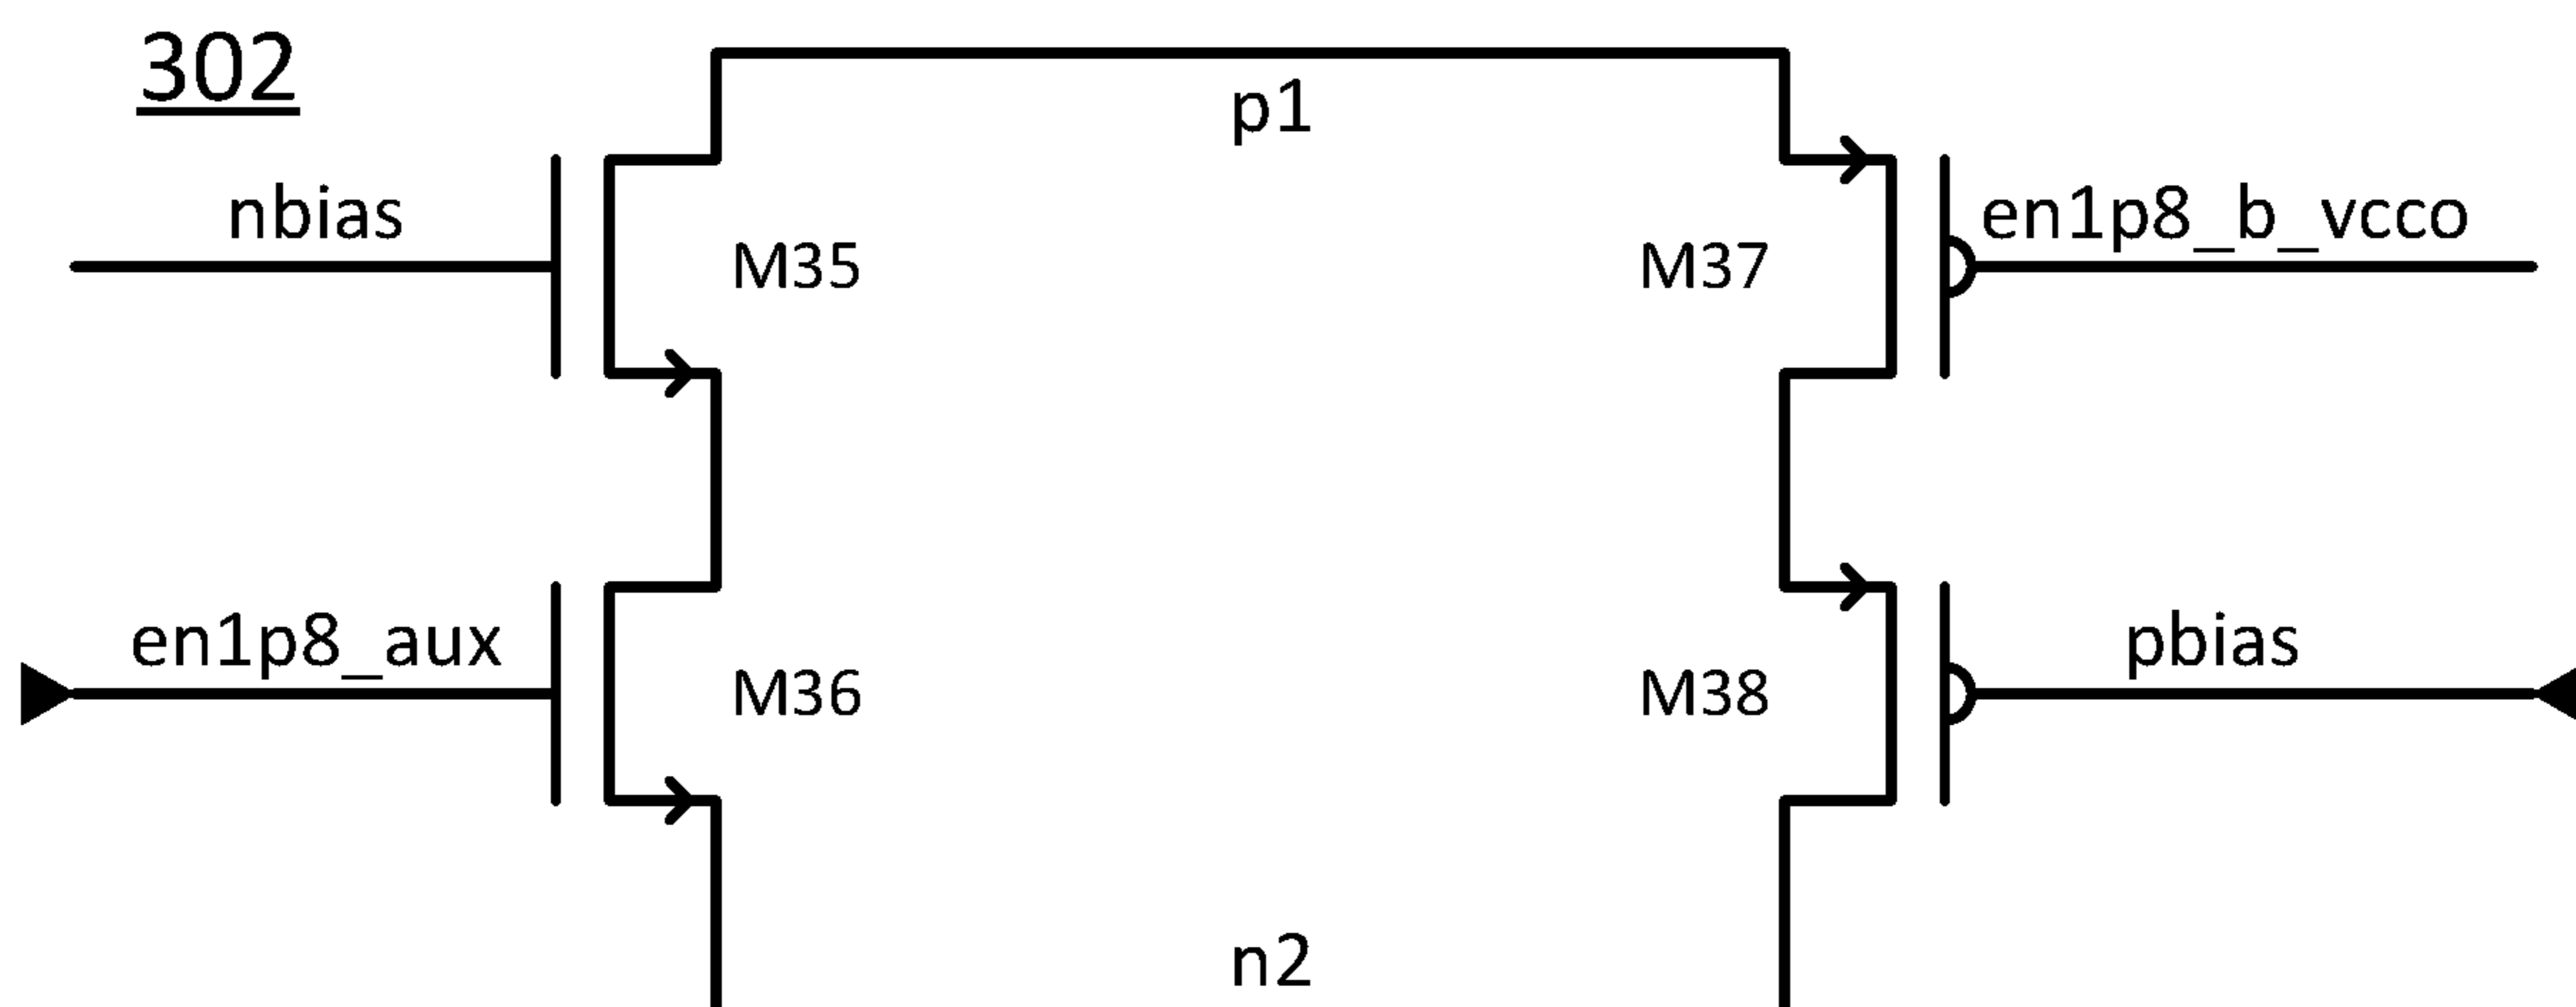 302
p1
nbias
M35
M37
en1p8_b_vcco
en1p8_aux
M36
M38
pbias
n2